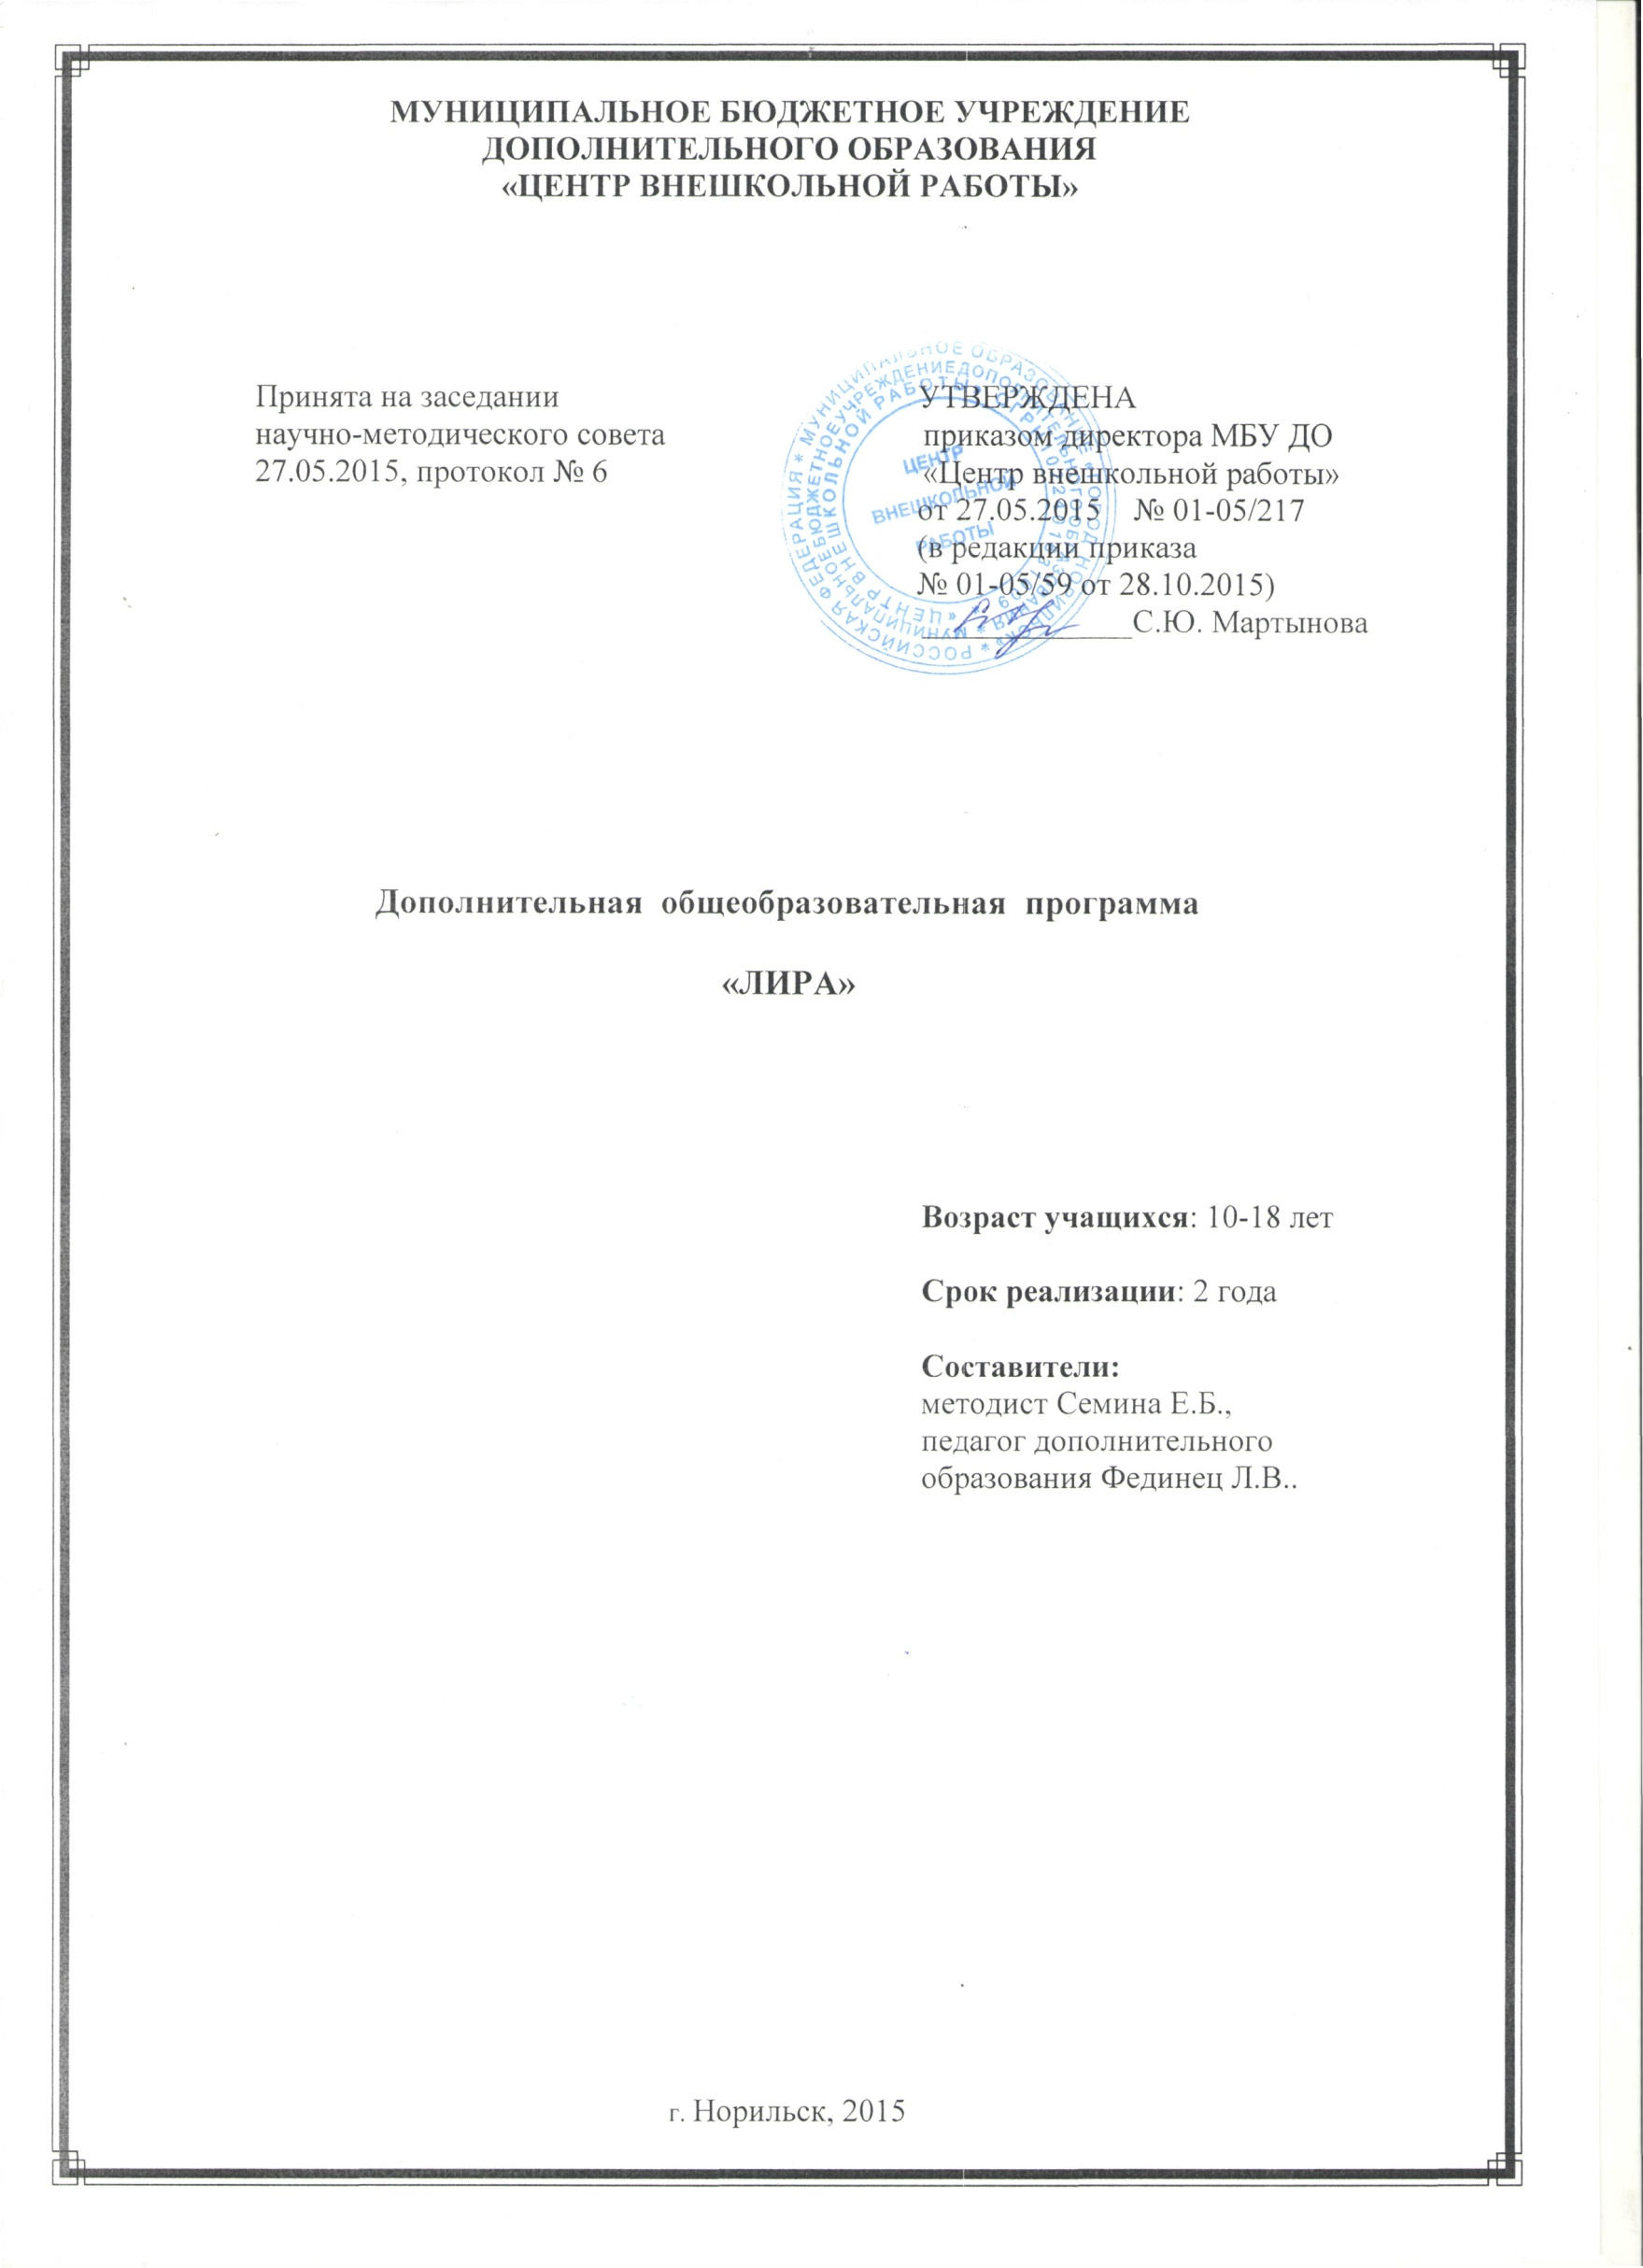 МУНИЦИПАЛЬНОЕ БЮДЖЕТНОЕ УЧРЕЖДЕНИЕ
ДОПОЛНИТЕЛЬНОГО ОБРАЗОВАНИЯ
«ЦЕНТР ВНЕШКОЛЬНОЙ РАБОТЫ»
Принята на заседании
научно-методического совета
27.05.2015, протокол № 6
УТВЕРЖДЕНА
приказом директора МБУ ДО
«Центр внешкольной работы»
от 27.05.2015 № 01-05/217
(в редакции приказа
№ 01-05/59 от 28.10.2015)
С.Ю. Мартынова
ЦЕНТР
ВНЕШКОЛЬНОЙ
РАБОТЫ
Дополнительная общеобразовательная программа
«ЛИРА»
Возраст учащихся: 10-18 лет
Срок реализации: 2 года
Составители:
методист Семина Е.Б.,
педагог дополнительного
образования Фединец Л.В..
г. Норильск, 2015